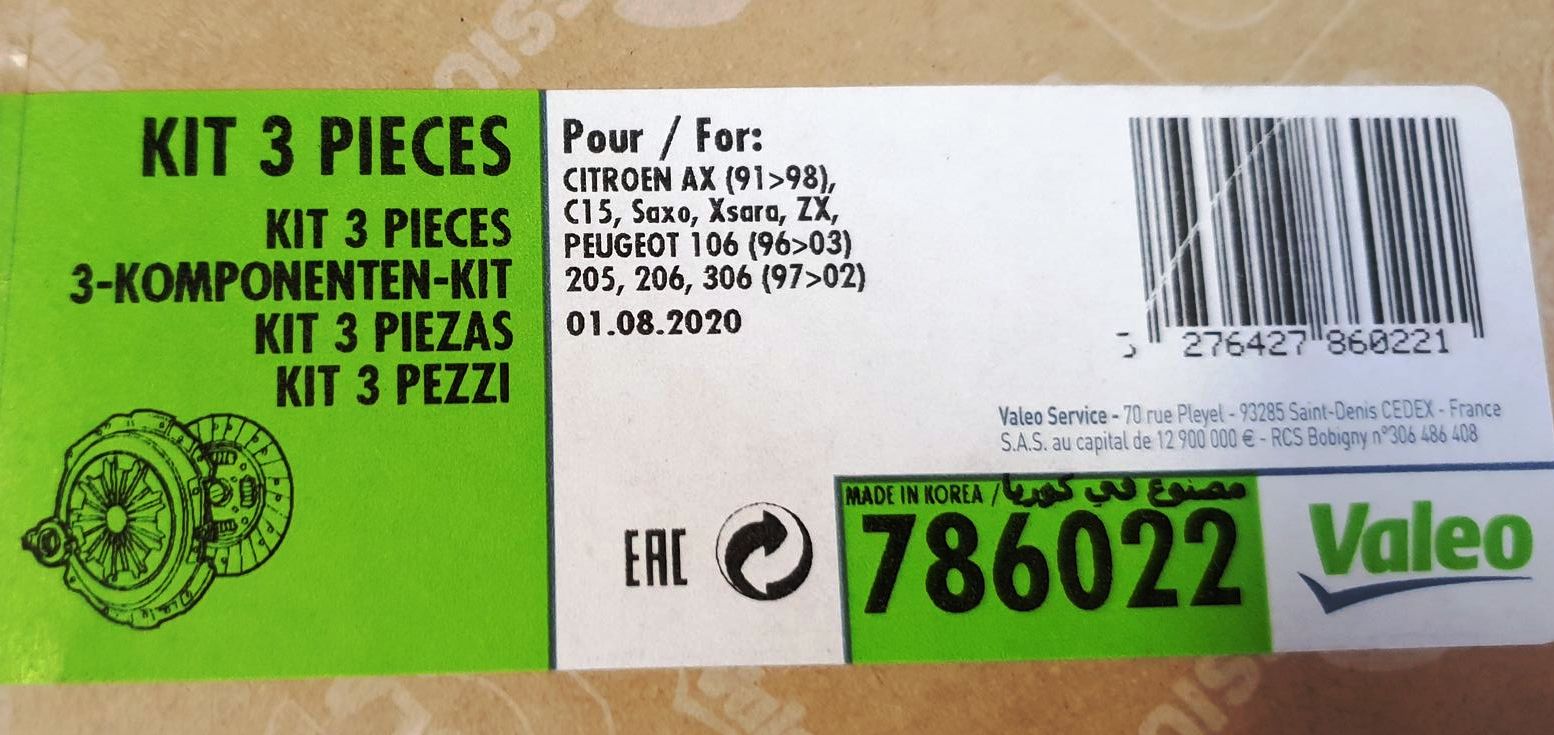 KIT 3 PIECES
KIT 3 PIECES
3-KOMPONENTEN-KIT
KIT 3 PIEZAS
KIT 3 PEZZI
Pour / For:
CITROEN AX (91>98),
C15, Saxo, Xsara, ZX,
PEUGEOT 106 (96>03)
205, 206, 306 (97>02)
01.08.2020
276427 860221
Valeo Service - 70 rue Pleyel - 93285 Saint-Denis CEDEX - France
S.A.S. au capital de 12 900 000 € - RCS Bobigny n°306 486 408
EAC
MADE IN KOREA / مصنوع في كوريا
786022
Valeo